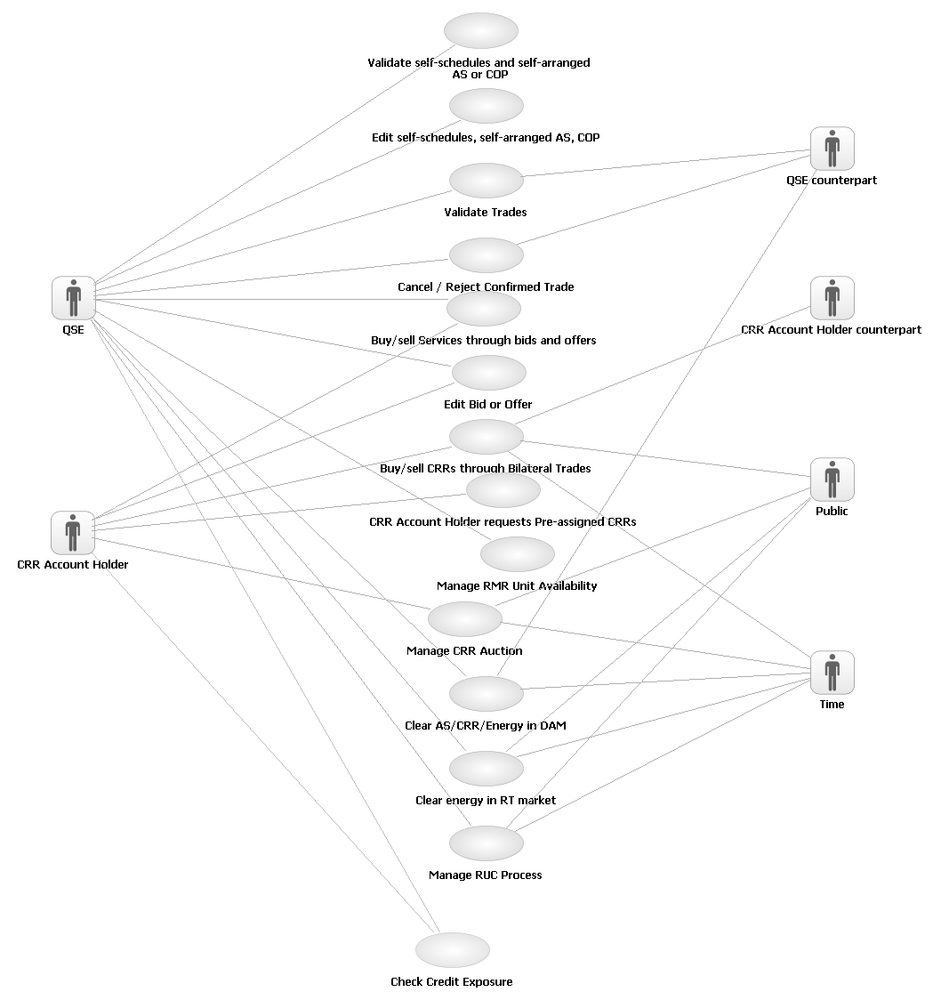 Validate self-schedules and self-arranged
AS or COP
Edit self-schedules, self-arranged AS, COP
QSE counterpart
Validate Trades
Cancel / Reject Confirmed Trade
QSE
CRR Account Holder counterpart
Buy/sell Services through bids and offers
Edit Bid or Offer
Buy/sell CRRs through Bilateral Trades
Public
CRR Account Holder requests Pre-assigned CRRs
CRR Account Holder
Manage RMR Unit Availability
Manage CRR Auction
Time
Clear AS/CRR/Energy in DAM
Clear energy in RT market
Manage RUC Process
Check Credit Exposure